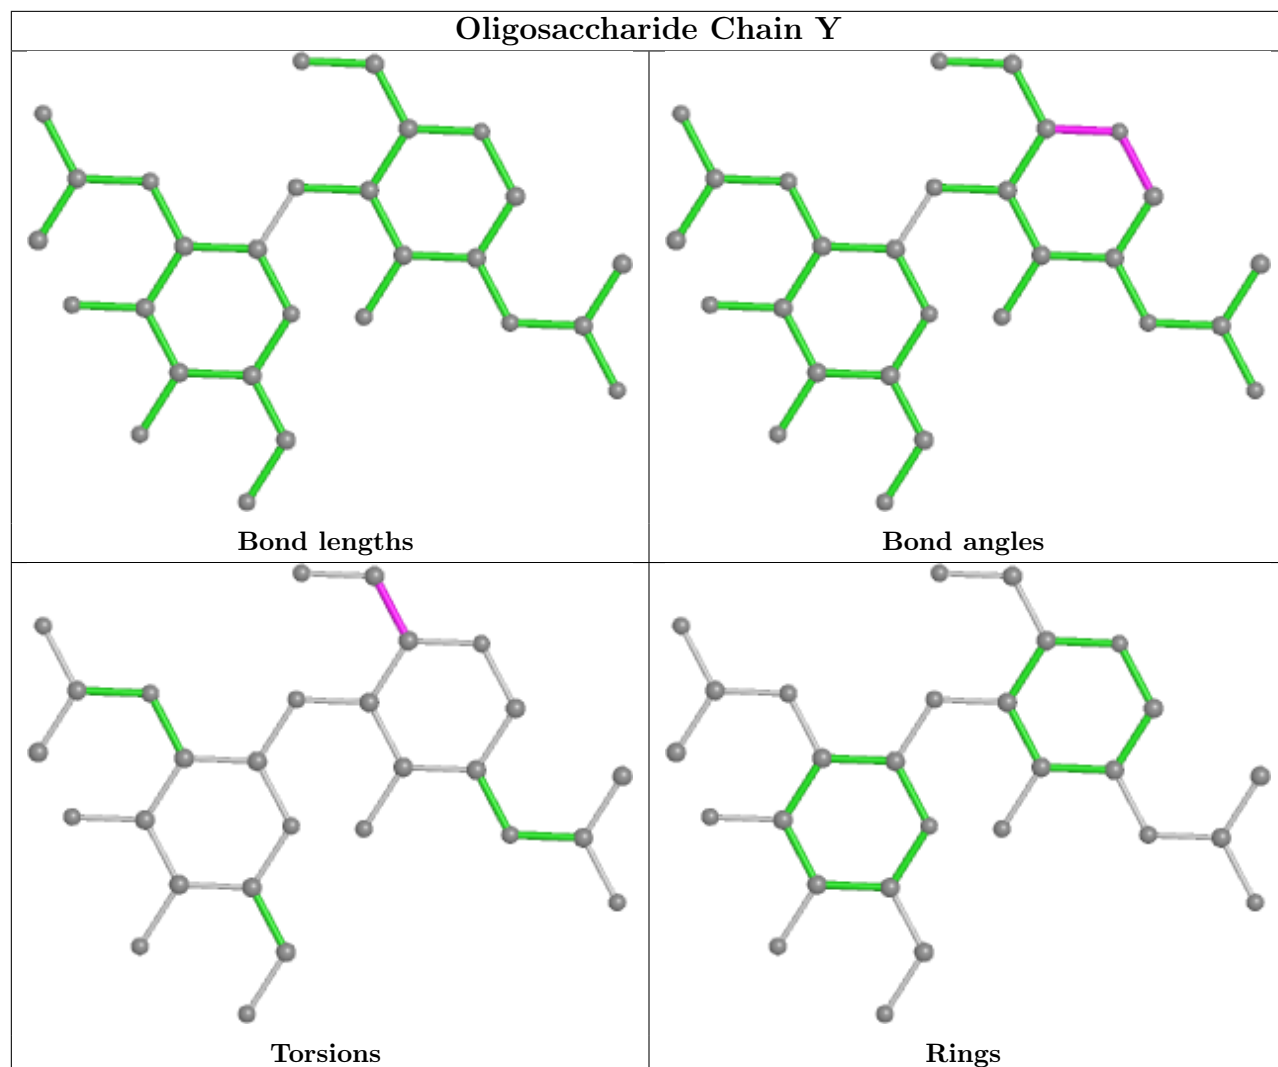 Oligosaccharide Chain Y
Bond lengths
Bond angles
Torsions
Rings